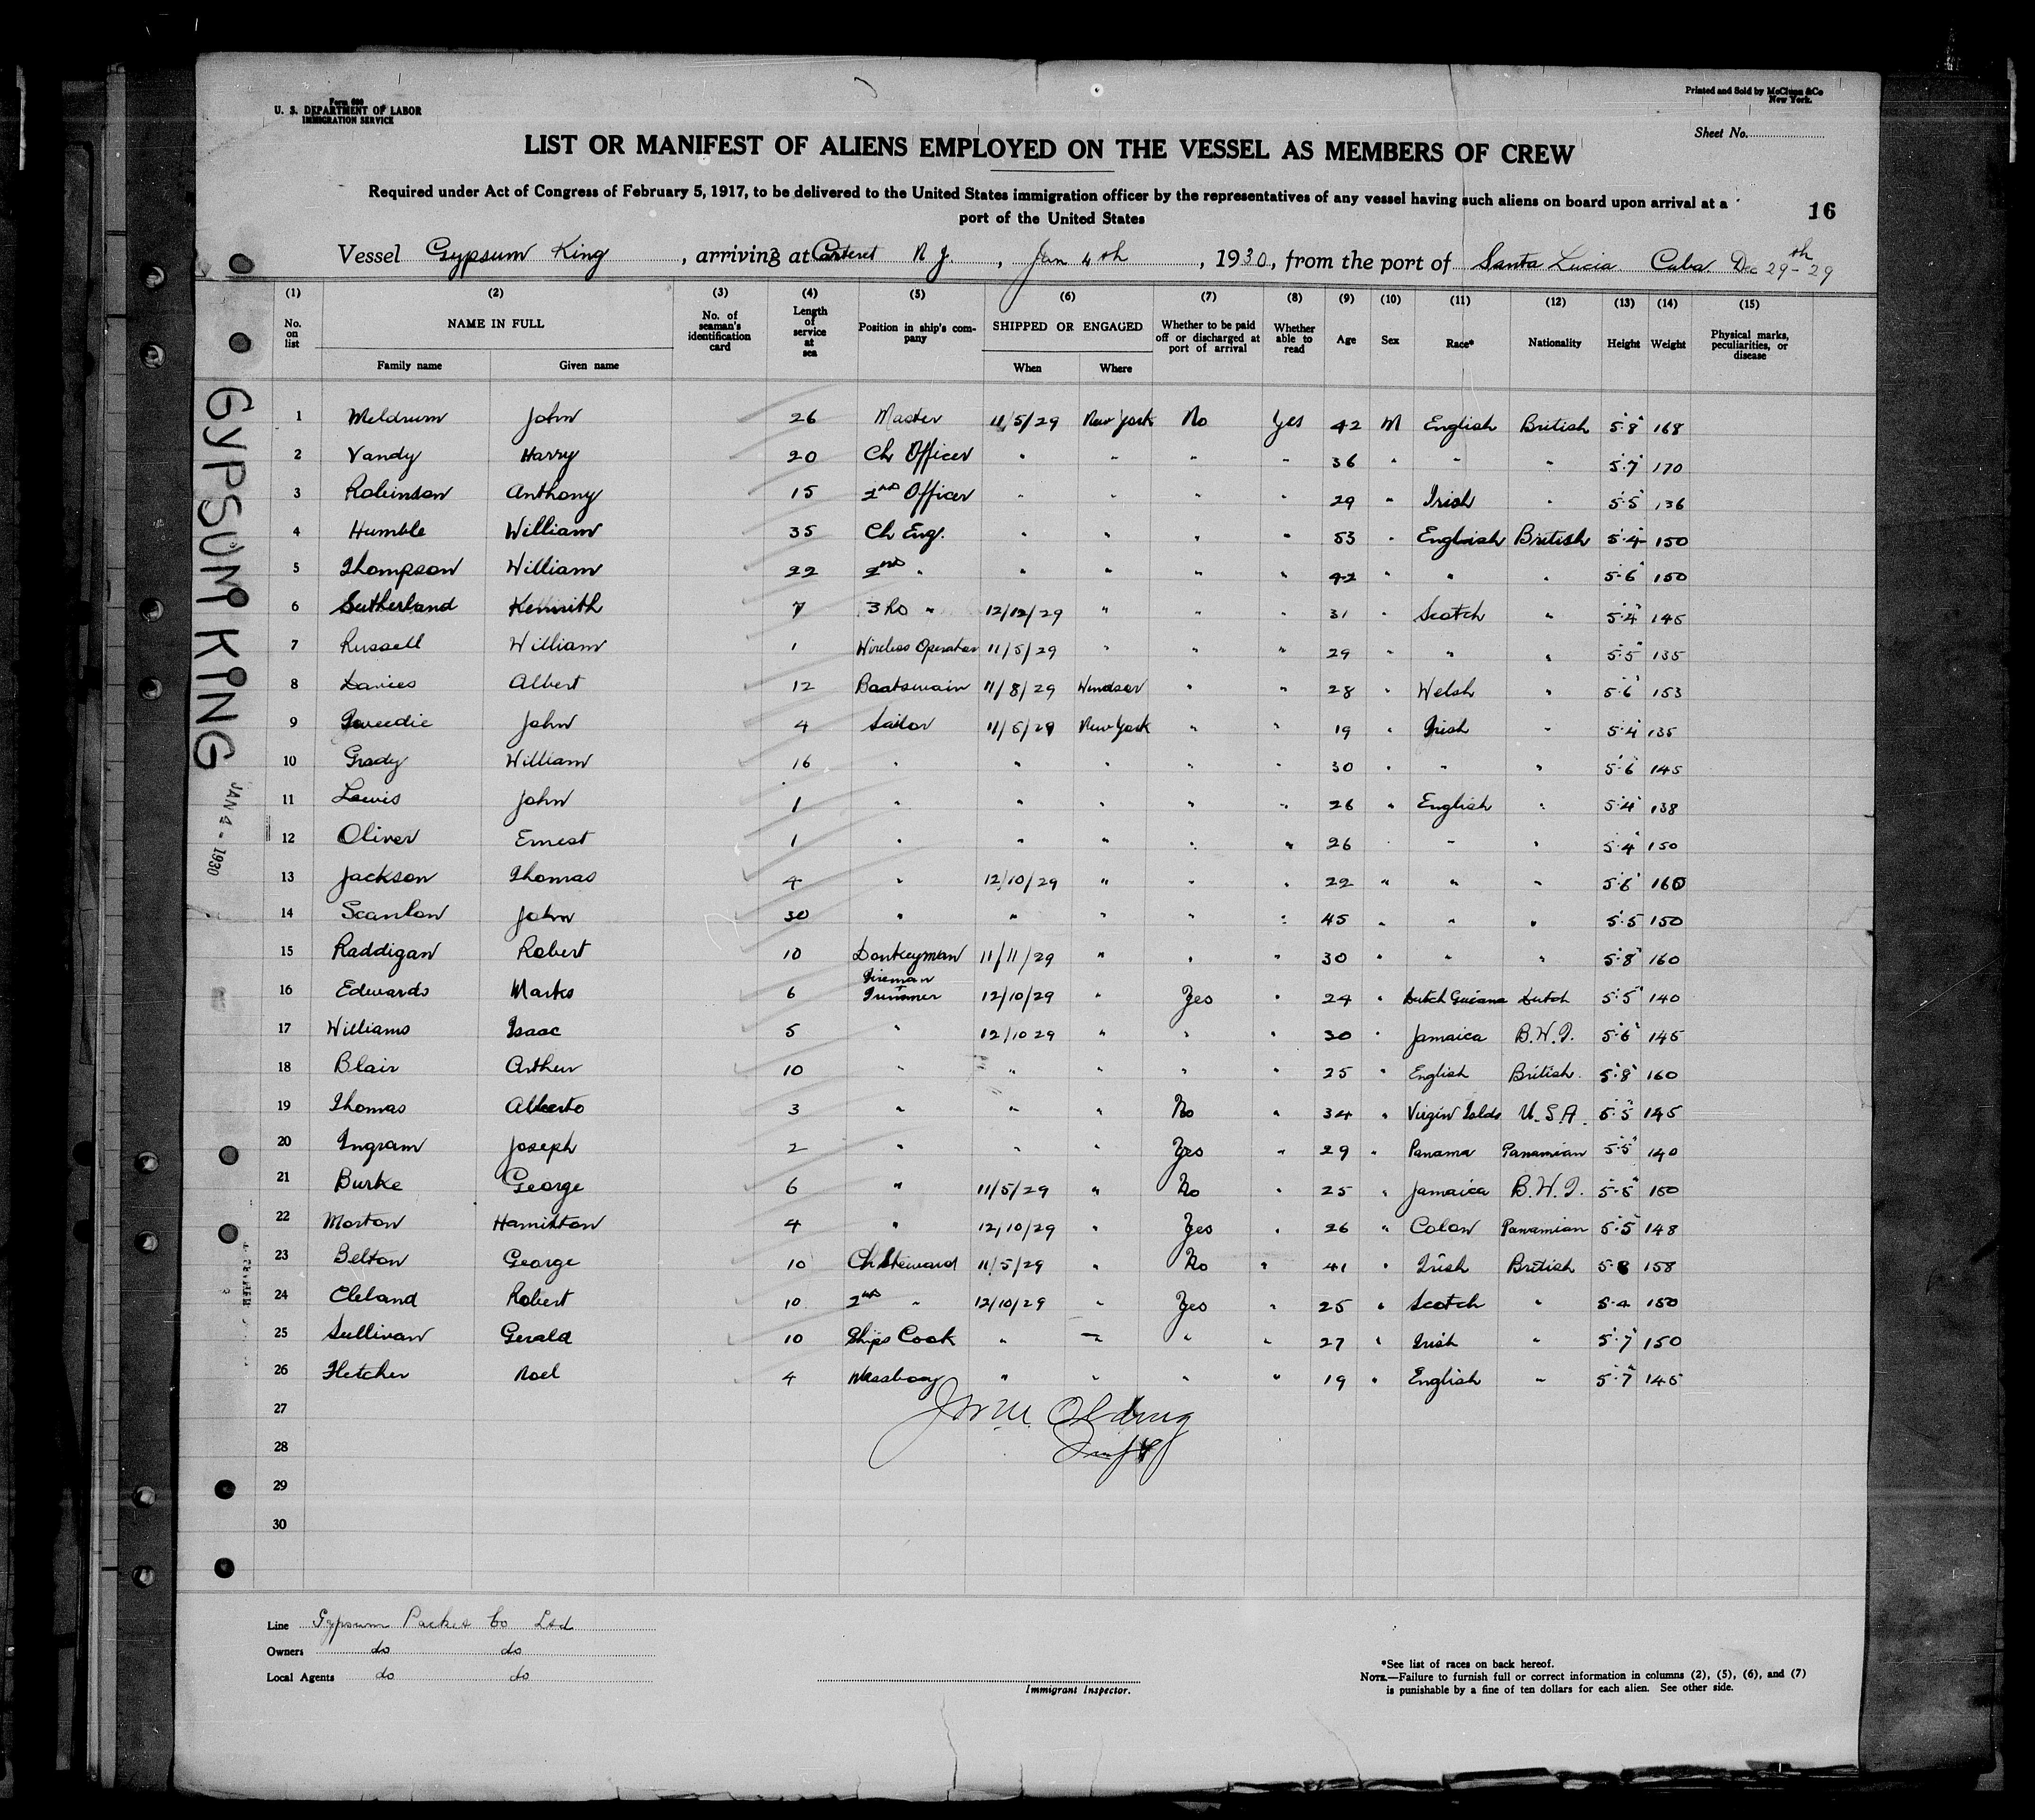 Form 680
U. S. DEPARTMENT OF LABOR
IMMIGRATION SERVICE
Printed and Sold by McClunn & Co
New York.
Sheet No.
LIST OR MANIFEST OF ALIENS EMPLOYED ON THE VESSEL AS MEMBERS OF CREW
Required under Act of Congress of February 5, 1917, to be delivered to the United States immigration officer by the representatives of any vessel having such aliens on board upon arrival at a
port of the United States
16
Vessel Gypsum King, arriving at Carteret N J., Jan 4th, 1930, from the port of Santa Lucia Cuba Dec 29th-29
(1) (2) (3) (4) (5) (6) (7) (8) (9) (10) (11) (12) (13) (14) (15)
No. on list NAME IN FULL Family name Given name No. of seaman's identification card Length of service at sea Position in ship's company SHIPPED OR ENGAGED When Where Whether to be paid off or discharged at port of arrival Whether able to read Age Sex Race* Nationality Height Weight Physical marks, peculiarities, or disease
GYPSUM KING
JAN 4 - 1930
1 Meldrum John 26 Master 11/5/29 New York No Yes 42 M English British 5'8" 168
2 Vandy Harry 20 Ch Officer " " " " 36 " " " 5'7" 170
3 Robinson Anthony 15 2nd Officer " " " " 29 " Irish " 5'5" 136
4 Humble William 35 Ch Eng. " " " " 53 " English British 5'4" 150
5 Thompson William 22 2nd " " " " " 42 " " " 5'6" 150
6 Sutherland Kennith 7 3rd " 12/12/29 " " " 31 " Scotch " 5'4" 145
7 Russell William 1 Wireless Operator 11/5/29 " " " 29 " " " 5'5" 135
8 Davies Albert 12 Boatswain 11/8/29 Windsor " " 28 " Welsh " 5'6" 153
9 John 4 Sailor 11/5/29 New York " " 19 " Irish " 5'4" 135
10 Grady William 16 " " " " " 30 " " " 5'6" 145
11 Lewis John 1 " " " " " 26 " English " 5'4" 138
12 Oliver Ernest 1 " " " " " 26 " " " 5'4" 150
13 Jackson Thomas 4 " 12/10/29 " " " 22 " " " 5'6" 160
14 Scanlon John 30 " " " " " 45 " " " 5'5 150
15 Raddigan Robert 10 Donkeyman 11/11/29 " " " 30 " " " 5'8" 160
16 Edwards Marks 6 Fireman + Trimmer 12/10/29 " Yes " 24 " Dutch Guiana Dutch 5'5" 140
17 Williams Isaac 5 " 12/10 29 " " " 30 " Jamaica B.W.I. 5'6" 145
18 Blair Arthur 10 " " " " " 25 " English British. 5'8" 160
19 Thomas Alberto 3 " " " No " 34 " Virgin Islds U.S.A. 5'5" 145
20 Ingram Joseph 2 " " " Yes " 29 " Panama Panamian 5'5" 140
21 Burke George 6 " 11/5/29 " No " 25 " Jamaica B.W.I. 5'5" 150
22 Morton Hamilton 4 " 12/10/29 " Yes " 26 " Colon Panamian 5'5" 148
23 Belton George 10 Ch Steward 11/5/29 " No " 41 " Irish British 5'8 158
24 Cleland Robert 10 2nd " 12/10/29 " Yes " 25 " Scotch " 5'4 150
25 Sullivan Gerald 10 Ships Cook " " " " 27 " Irish " 5'7" 150
26 Fletcher Noel 4 Messboy " " " " 19 " English " 5'7" 145
27
28
29
30
Line Gypsum Packet Co Ltd
Owners do do
Local Agents do do
Immigrant Inspector.
*See list of races on back hereof.
NOTE.—Failure to furnish full or correct information in columns (2), (5), (6), and (7)
is punishable by a fine of ten dollars for each alien. See other side.